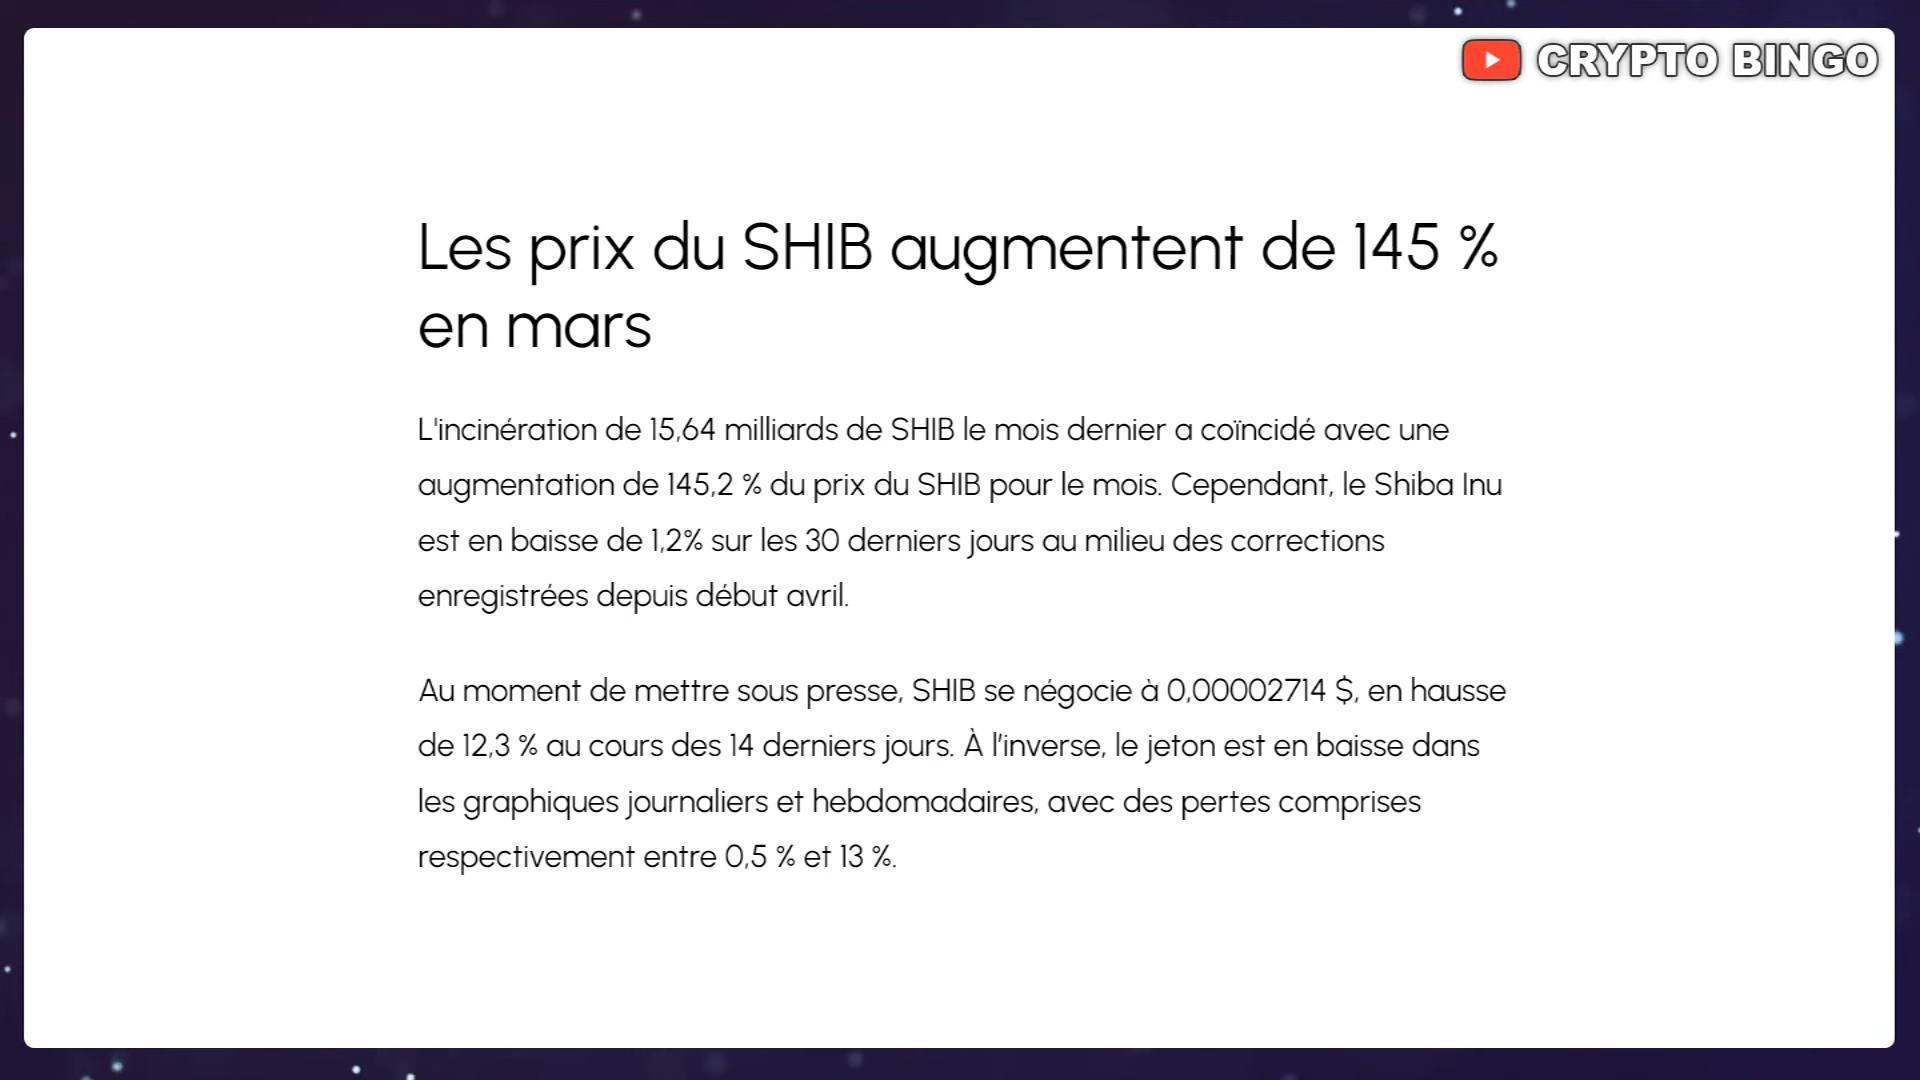 CRYPTO BINGO
Les prix du SHIB augmentent de 145 %
en mars
L'incinération de 15,64 milliards de SHIB le mois dernier a coïncidé avec une
augmentation de 145,2 % du prix du SHIB pour le mois. Cependant, le Shiba Inu
est en baisse de 1,2% sur les 30 derniers jours au milieu des corrections
enregistrées depuis début avril.
Au moment de mettre sous presse, SHIB se négocie à 0,00002714 $, en hausse
de 12,3 % au cours des 14 derniers jours. À l’inverse, le jeton est en baisse dans
les graphiques journaliers et hebdomadaires, avec des pertes comprises
respectivement entre 0,5 % et 13 %.